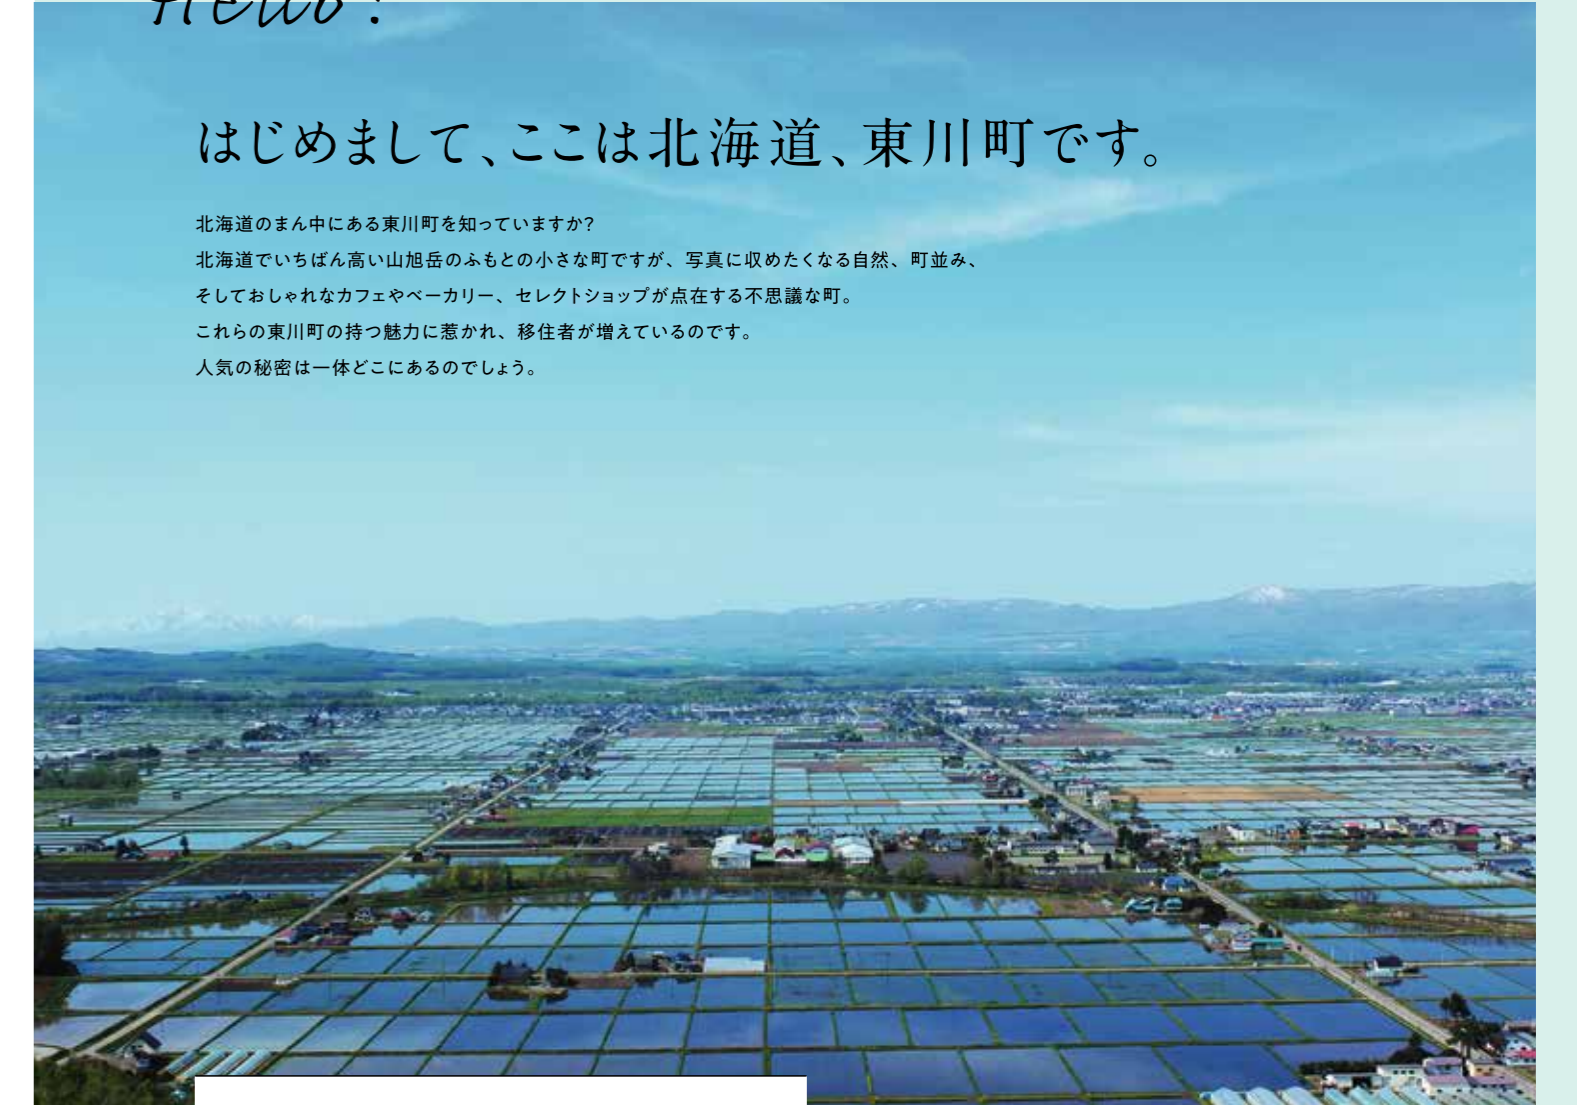 Hello!
はじめまして、ここは北海道、東川町です。
北海道のまん中にある東川町を知っていますか?
北海道でいちばん高い山旭岳のふもとの小さな町ですが、写真に収めたくなる自然、町並み、
そしておしゃれなカフェやベーカリー、セレクトショップが点在する不思議な町。
これらの東川町の持つ魅力に惹かれ、移住者が増えているのです。
人気の秘密は一体どこにあるのでしょう。